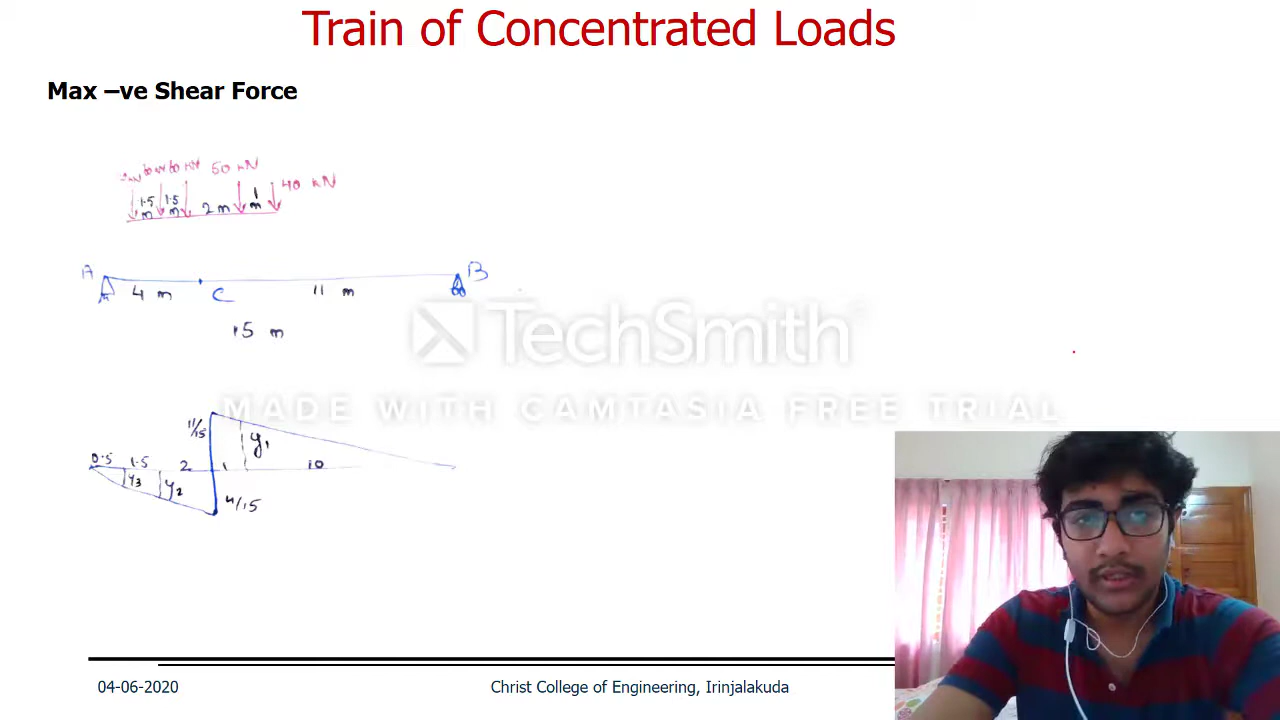 Train of Concentrated Loads
Max –ve Shear Force
50 kN
40 kN
1.5 m 1.5 m 2 m 1 m
A B
4 m C 11 m
15 m
TechSmith
MADE WITH CAMTASIA FREE TRIAL
11/15 y₁
0.5 1.5 2 1 10
y₃ y₂ 4/15
04-06-2020 Christ College of Engineering, Irinjalakuda